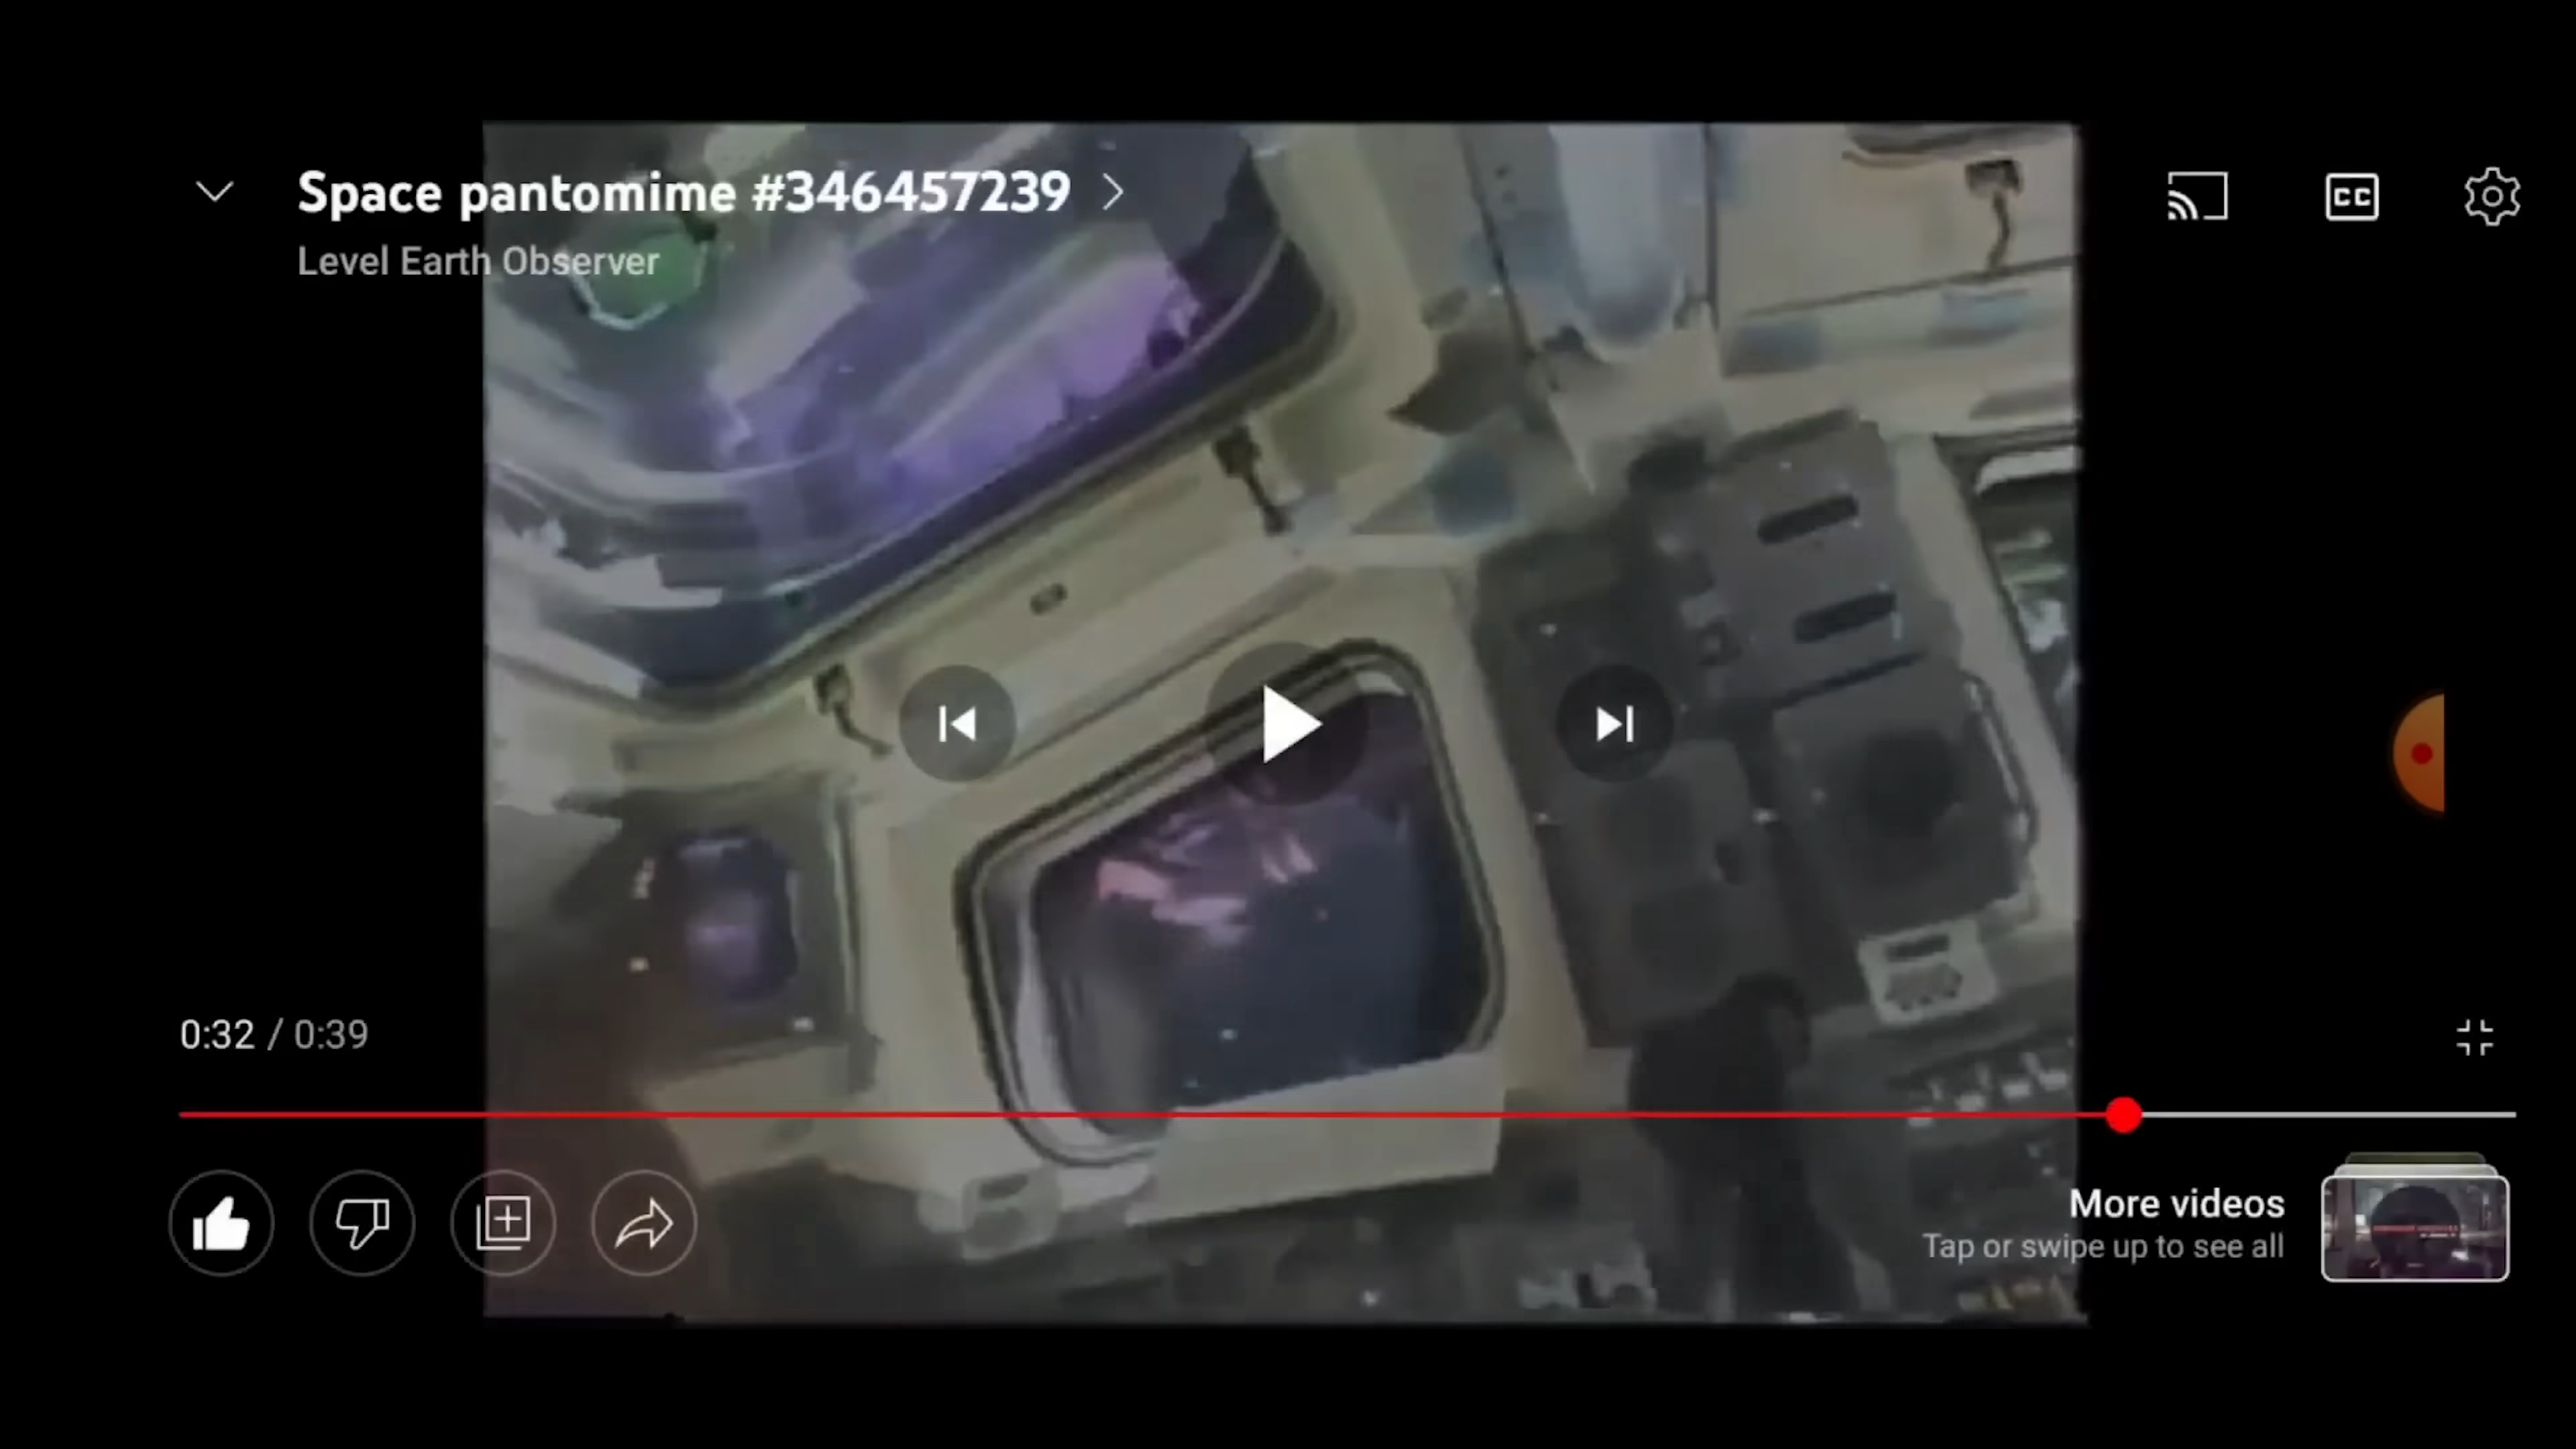 Space pantomime #346457239
Level Earth Observer
CC
0:32 / 0:39
More videos
Tap or swipe up to see all